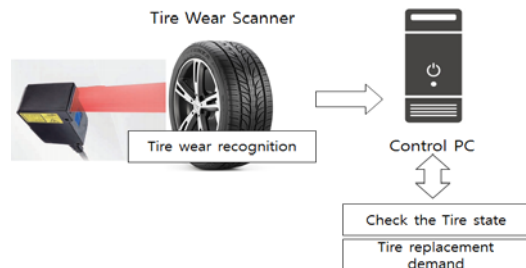 Tire Wear Scanner
Tire wear recognition
Control PC
Check the Tire state
Tire replacement
demand